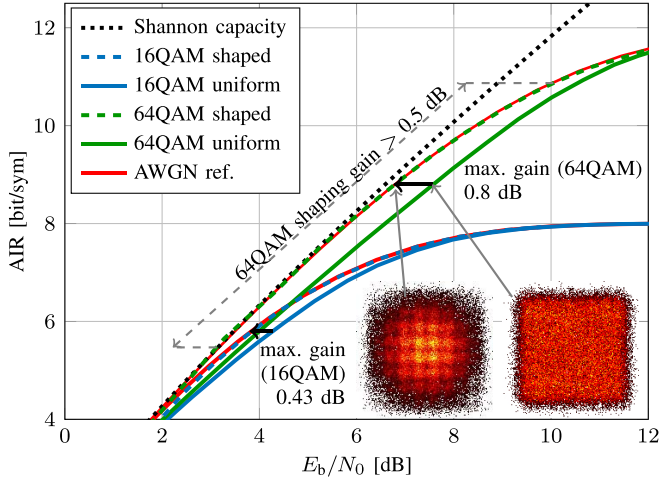 Shannon capacity
16QAM shaped
16QAM uniform
64QAM shaped
64QAM uniform
AWGN ref.
64QAM shaping gain > 0.5 dB
max. gain (64QAM)
0.8 dB
max. gain
(16QAM)
0.43 dB
AIR [bit/sym]
12
10
8
6
4
0
2
4
6
8
10
12
E_b/N_0 [dB]